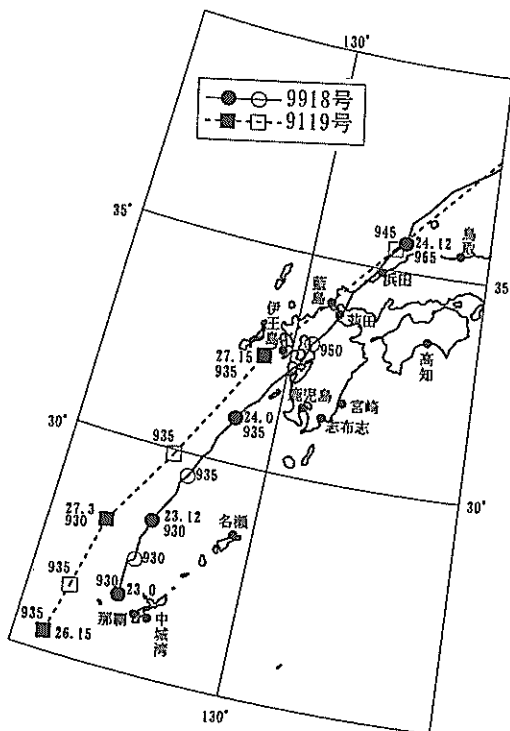 130°
9918号
9119号
35°
945
24.12
965
鳥取
浜田
35
藍島
苅田
伊王島
27.15
935
950
高知
鹿児島
宮崎
志布志
24.0
935
30°
935
935
30°
27.3
930
23.12
930
名瀬
930
935
930
23.0
935
26.15
那覇
中城湾
130°